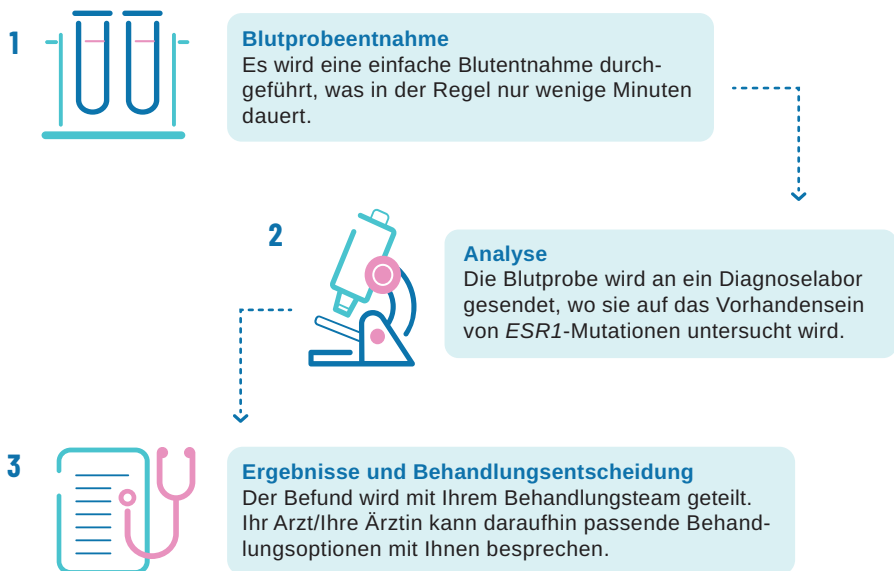 1
Blutprobeentnahme
Es wird eine einfache Blutentnahme durch-
geführt, was in der Regel nur wenige Minuten
dauert.
2
Analyse
Die Blutprobe wird an ein Diagnoselabor
gesendet, wo sie auf das Vorhandensein
von ESR1-Mutationen untersucht wird.
3
Ergebnisse und Behandlungsentscheidung
Der Befund wird mit Ihrem Behandlungsteam geteilt.
Ihr Arzt/Ihre Ärztin kann daraufhin passende Behand-
lungsoptionen mit Ihnen besprechen.